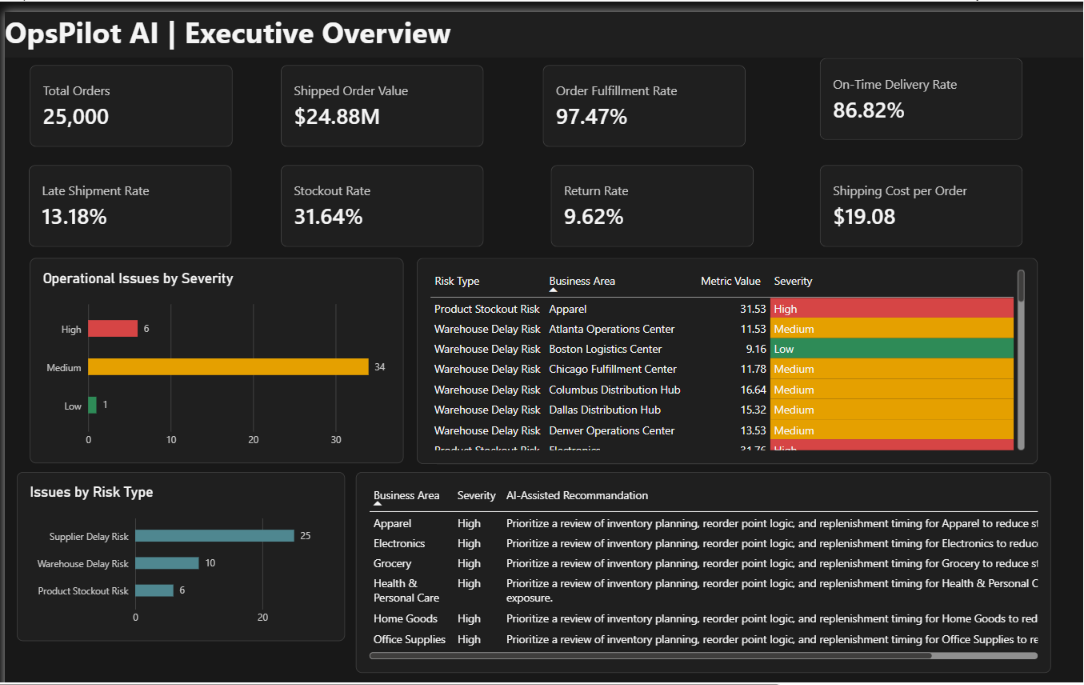 OpsPilot AI | Executive Overview
Total Orders
25,000
Shipped Order Value
$24.88M
Order Fulfillment Rate
97.47%
On-Time Delivery Rate
86.82%
Late Shipment Rate
13.18%
Stockout Rate
31.64%
Return Rate
9.62%
Shipping Cost per Order
$19.08
Operational Issues by Severity
High 6
Medium 34
Low 1
0 10 20 30
Risk Type Business Area Metric Value Severity
Product Stockout Risk Apparel 31.53 High
Warehouse Delay Risk Atlanta Operations Center 11.53 Medium
Warehouse Delay Risk Boston Logistics Center 9.16 Low
Warehouse Delay Risk Chicago Fulfillment Center 11.78 Medium
Warehouse Delay Risk Columbus Distribution Hub 16.64 Medium
Warehouse Delay Risk Dallas Distribution Hub 15.32 Medium
Warehouse Delay Risk Denver Operations Center 13.53 Medium
Product Stockout Risk Electronics 31.76 High
Issues by Risk Type
Supplier Delay Risk 25
Warehouse Delay Risk 10
Product Stockout Risk 6
0 20
Business Area Severity AI-Assisted Recommandation
Apparel High Prioritize a review of inventory planning, reorder point logic, and replenishment timing for Apparel to reduce
Electronics High Prioritize a review of inventory planning, reorder point logic, and replenishment timing for Electronics to
Grocery High Prioritize a review of inventory planning, reorder point logic, and replenishment timing for Grocery to reduce
Health & High Prioritize a review of inventory planning, reorder point logic, and replenishment timing for Health & Personal
Personal Care exposure.
Home Goods High Prioritize a review of inventory planning, reorder point logic, and replenishment timing for Home Goods to
Office Supplies High Prioritize a review of inventory planning, reorder point logic, and replenishment timing for Office Supplies to